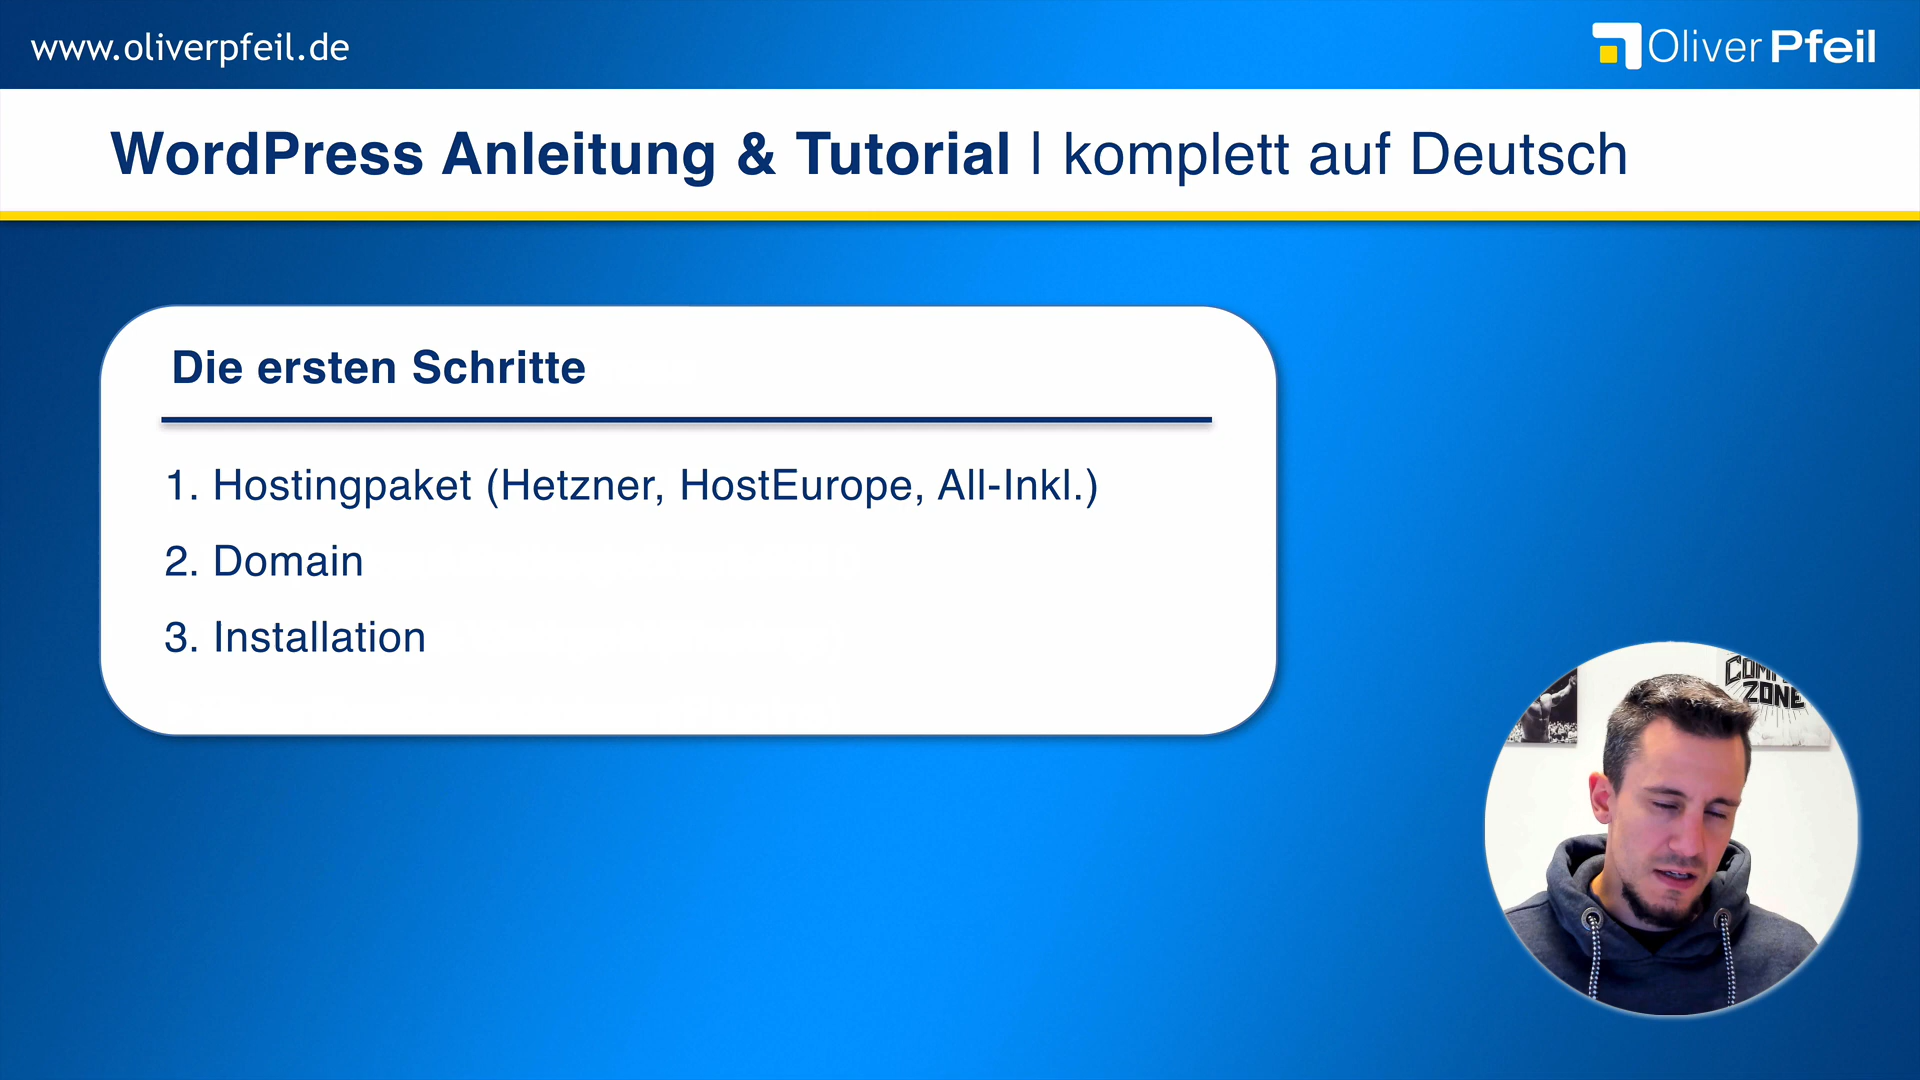 www.oliverpfeil.de
Oliver Pfeil
WordPress Anleitung & Tutorial | komplett auf Deutsch
Die ersten Schritte
1. Hostingpaket (Hetzner, HostEurope, All-Inkl.)
2. Domain
3. Installation
ZONE